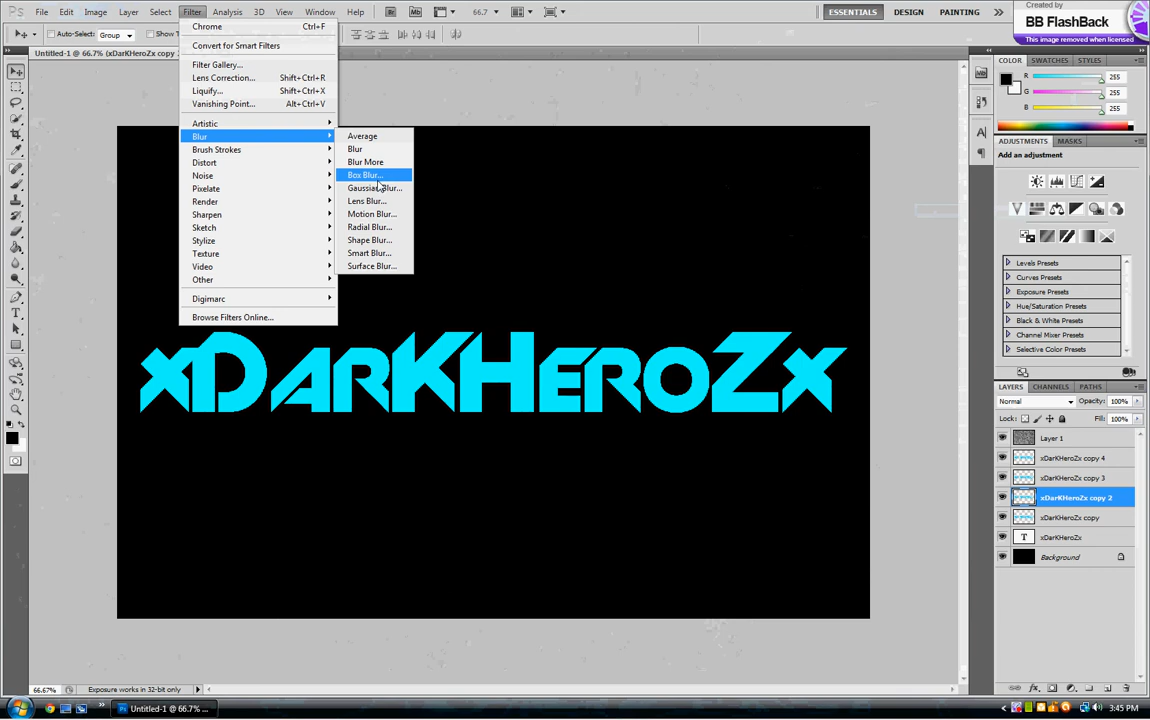 Ps File Edit Image Layer Select Filter Analysis 3D View Window Help Br Mb 66.7 ESSENTIALS DESIGN PAINTING
Created by
BB FlashBack
This image removed when licensed
Auto-Select: Group Show T
Untitled-1 @ 66.7% (xDarKHeroZx copy
Chrome Ctrl+F
Convert for Smart Filters
Filter Gallery...
Lens Correction... Shift+Ctrl+R
Liquify... Shift+Ctrl+X
Vanishing Point... Alt+Ctrl+V
Artistic
Blur
Brush Strokes
Distort
Noise
Pixelate
Render
Sharpen
Sketch
Stylize
Texture
Video
Other
Digimarc
Browse Filters Online...
Average
Blur
Blur More
Box Blur...
Gaussian Blur...
Lens Blur...
Motion Blur...
Radial Blur...
Shape Blur...
Smart Blur...
Surface Blur...
xDarKHeroZx
COLOR SWATCHES STYLES
R 255
G 255
B 255
ADJUSTMENTS MASKS
Add an adjustment
Levels Presets
Curves Presets
Exposure Presets
Hue/Saturation Presets
Black & White Presets
Channel Mixer Presets
Selective Color Presets
LAYERS CHANNELS PATHS
Normal Opacity: 100%
Lock: Fill: 100%
Layer 1
xDarKHeroZx copy 4
xDarKHeroZx copy 3
xDarKHeroZx copy 2
xDarKHeroZx copy
T xDarKHeroZx
Background
66.67% Exposure works in 32-bit only
Untitled-1 @ 66.7% ...
3:45 PM